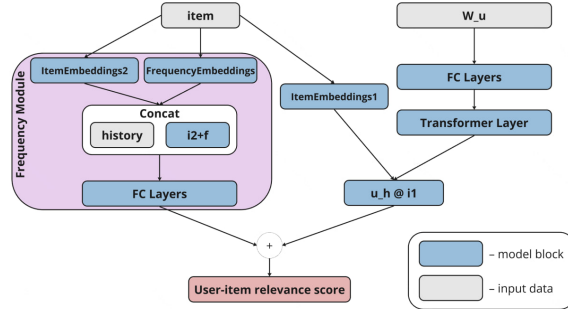 item
W_u
ItemEmbeddings2
FrequencyEmbeddings
FC Layers
Frequency Module
ItemEmbeddings1
Concat
history
i2+f
Transformer Layer
FC Layers
u_h @ i1
+
User-item relevance score
– model block
– input data